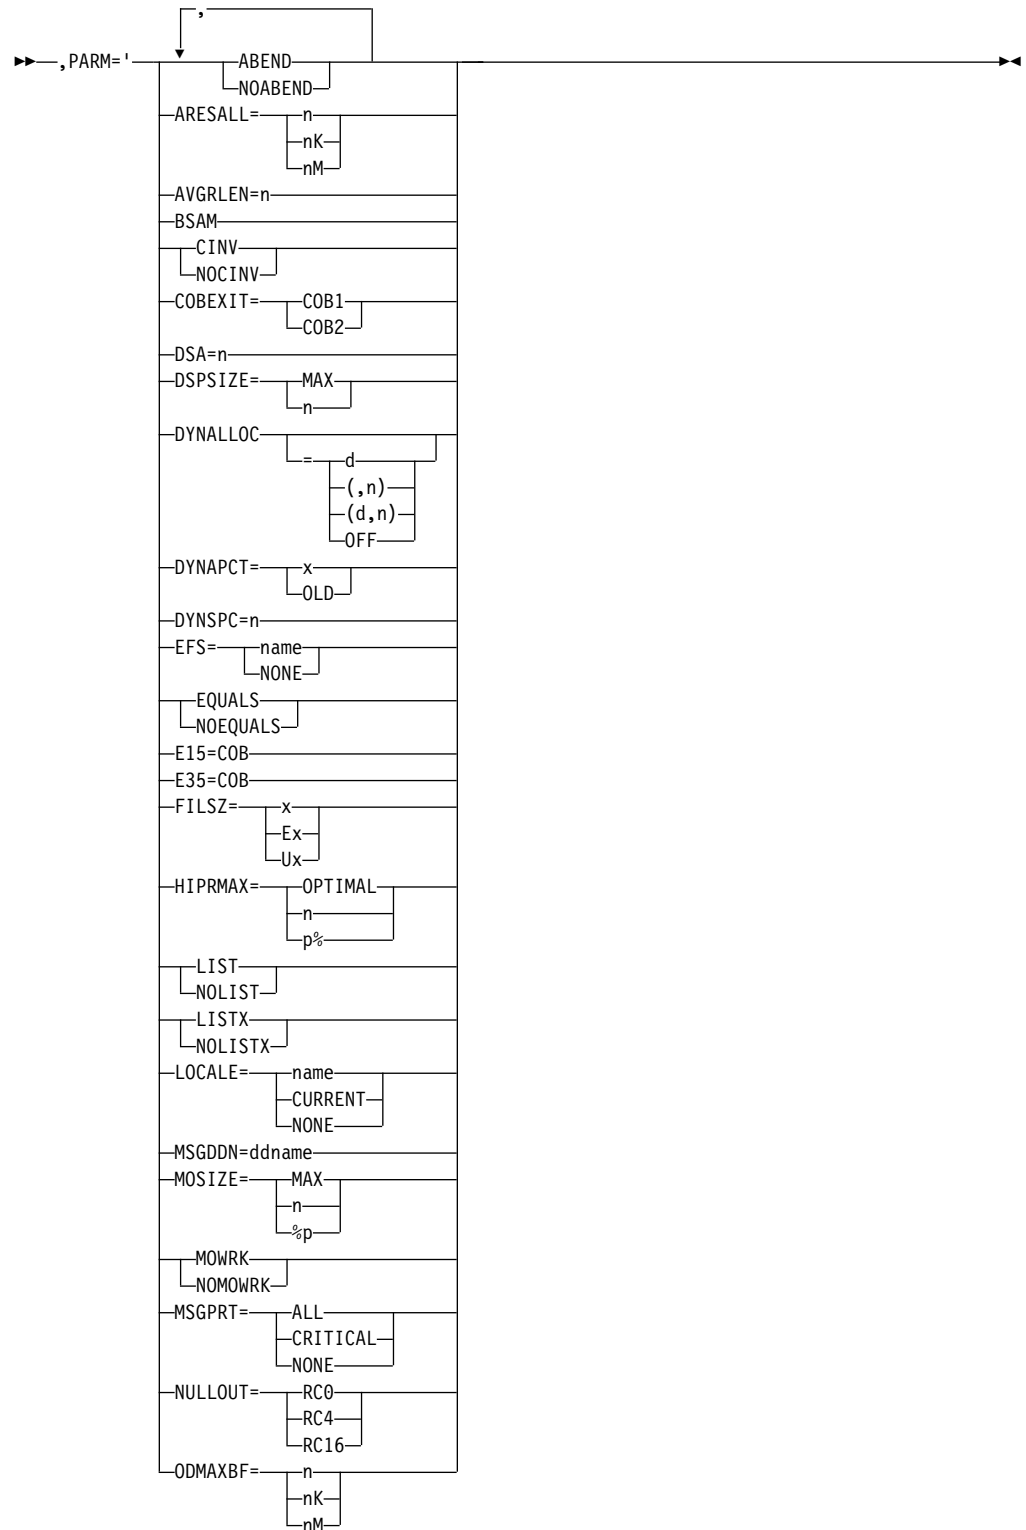 ,
,PARM='
ABEND
NOABEND
ARESALL= n
nK
nM
AVGRLEN=n
BSAM
CINV
NOCINV
COBEXIT= COB1
COB2
DSA=n
DSPSIZE= MAX
n
DYNALLOC
= d
(,n)
(d,n)
OFF
DYNAPCT= x
OLD
DYNSPC=n
EFS= name
NONE
EQUALS
NOEQUALS
E15=COB
E35=COB
FILSZ= x
Ex
Ux
HIPRMAX= OPTIMAL
n
p%
LIST
NOLIST
LISTX
NOLISTX
LOCALE= name
CURRENT
NONE
MSGDDN=ddname
MOSIZE= MAX
n
%p
MOWRK
NOMOWRK
MSGPRT= ALL
CRITICAL
NONE
NULLOUT= RC0
RC4
RC16
ODMAXBF= n
nK
nM